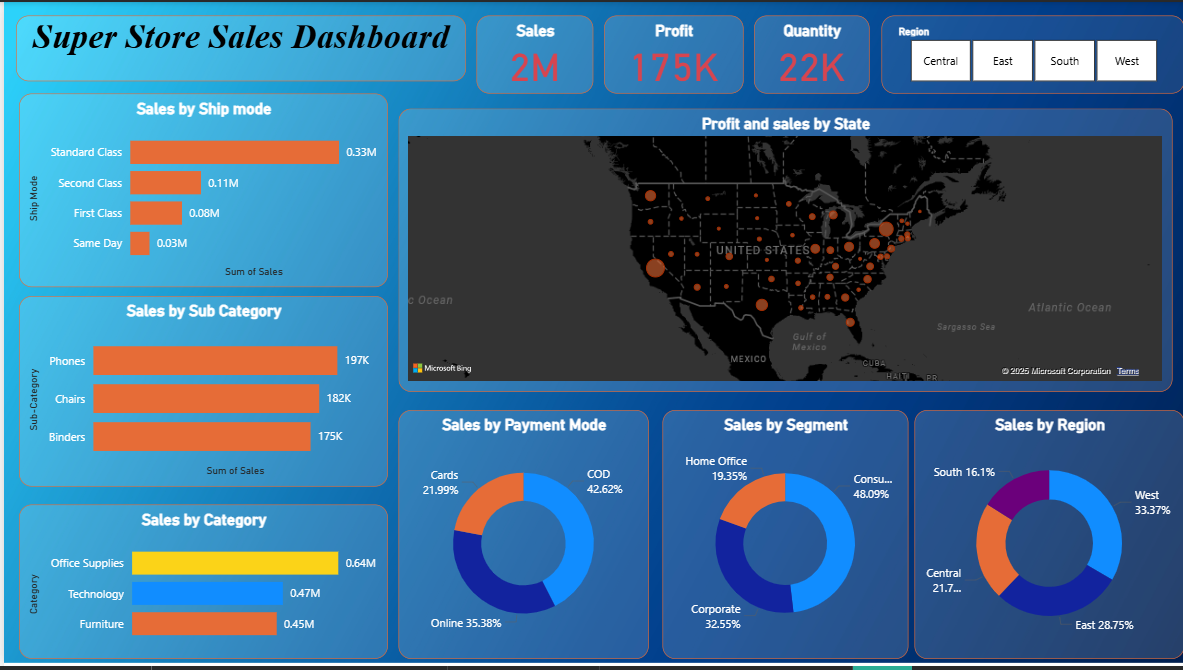 Super Store Sales Dashboard
Sales
2M
Profit
175K
Quantity
22K
Region
Central
East
South
West
Sales by Ship mode
Ship Mode
Standard Class
0.33M
Second Class
0.11M
First Class
0.08M
Same Day
0.03M
Sum of Sales
Profit and sales by State
UNITED STATES
c Ocean
Atlantic Ocean
Sargasso Sea
Gulf of
Mexico
MEXICO
CUBA
HAITI
PR
Microsoft Bing
© 2025 Microsoft Corporation
Terms
Sales by Sub Category
Sub-Category
Phones
197K
Chairs
182K
Binders
175K
Sum of Sales
Sales by Category
Category
Office Supplies
0.64M
Technology
0.47M
Furniture
0.45M
Sales by Payment Mode
Cards
21.99%
COD
42.62%
Online 35.38%
Sales by Segment
Home Office
19.35%
Consu...
48.09%
Corporate
32.55%
Sales by Region
South 16.1%
West
33.37%
Central
21.7...
East 28.75%